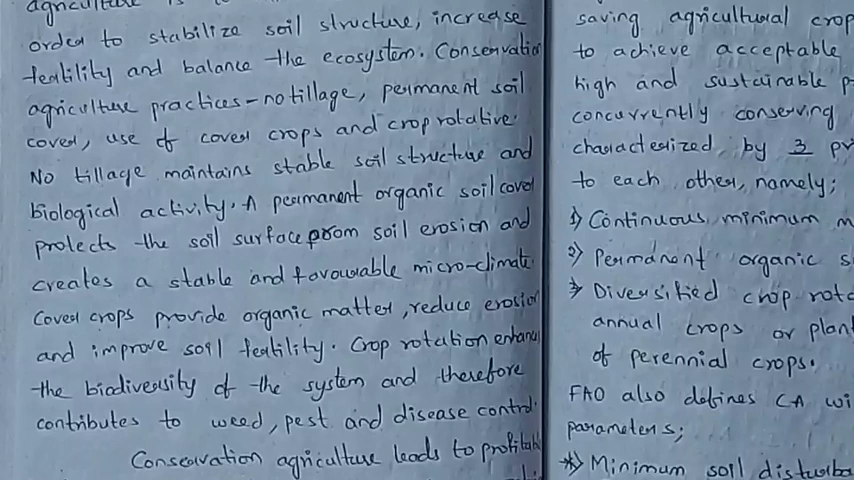 agriculture is
order to stabilize soil structure, increase
fertility and balance the ecosystem. Conservation
agriculture practices - no tillage, permanent soil
cover, use of cover crops and crop rotative.
No tillage maintains stable soil structure and
biological activity. A permanent organic soil cover
protects the soil surface from soil erosion and
creates a stable and favourable micro-climate.
Cover crops provide organic matter, reduce erosion
and improve soil fertility. Crop rotation enhance
the biodiversity of the system and therefore
contributes to weed, pest and disease control.
Conservation agriculture leads to profitabl
saving agricultural crop
to achieve acceptable
high and sustainable p
concurrently conserving
characterized by 3 pr
to each other, namely;
1) Continuous minimum m
2) Permanent organic s
3) Diversified crop rota
annual crops or plant
of perennial crops.
FAO also defines CA wi
parameters;
*) Minimum soil disturba